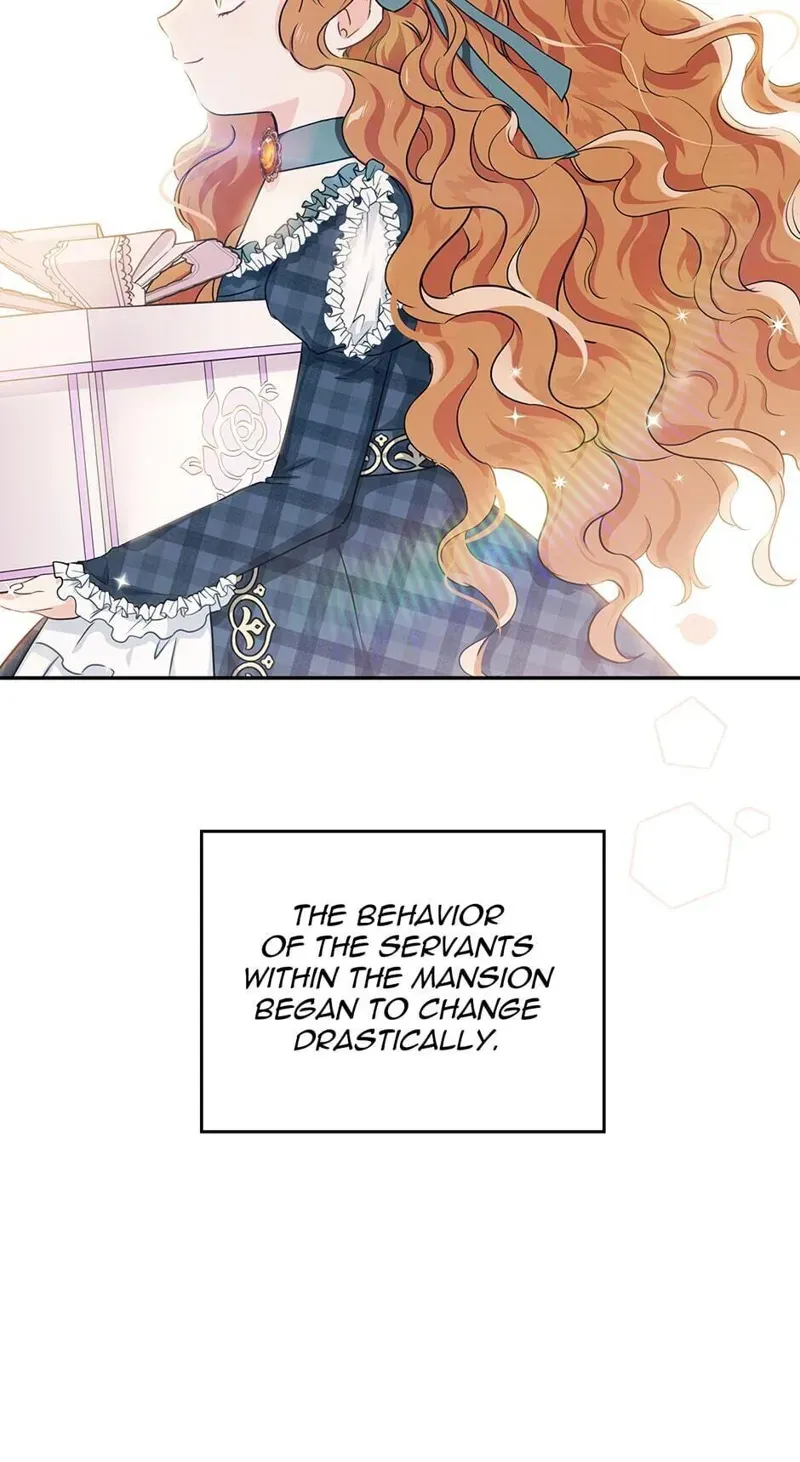 THE BEHAVIOR
OF THE SERVANTS
WITHIN THE MANSION
BEGAN TO CHANGE
DRASTICALLY.